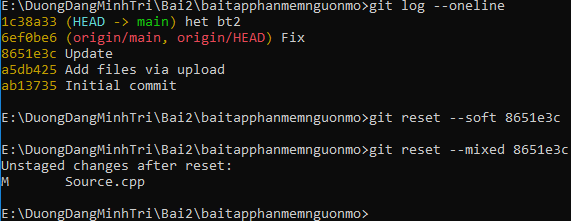 E:\DuongDangMinhTri\Bai2\baitapphanmemnguonmo>git log --oneline
1c38a33 (HEAD -> main) het bt2
6ef0be6 (origin/main, origin/HEAD) Fix
8651e3c Update
a5db425 Add files via upload
ab13735 Initial commit
E:\DuongDangMinhTri\Bai2\baitapphanmemnguonmo>git reset --soft 8651e3c
E:\DuongDangMinhTri\Bai2\baitapphanmemnguonmo>git reset --mixed 8651e3c
Unstaged changes after reset:
M       Source.cpp
E:\DuongDangMinhTri\Bai2\baitapphanmemnguonmo>